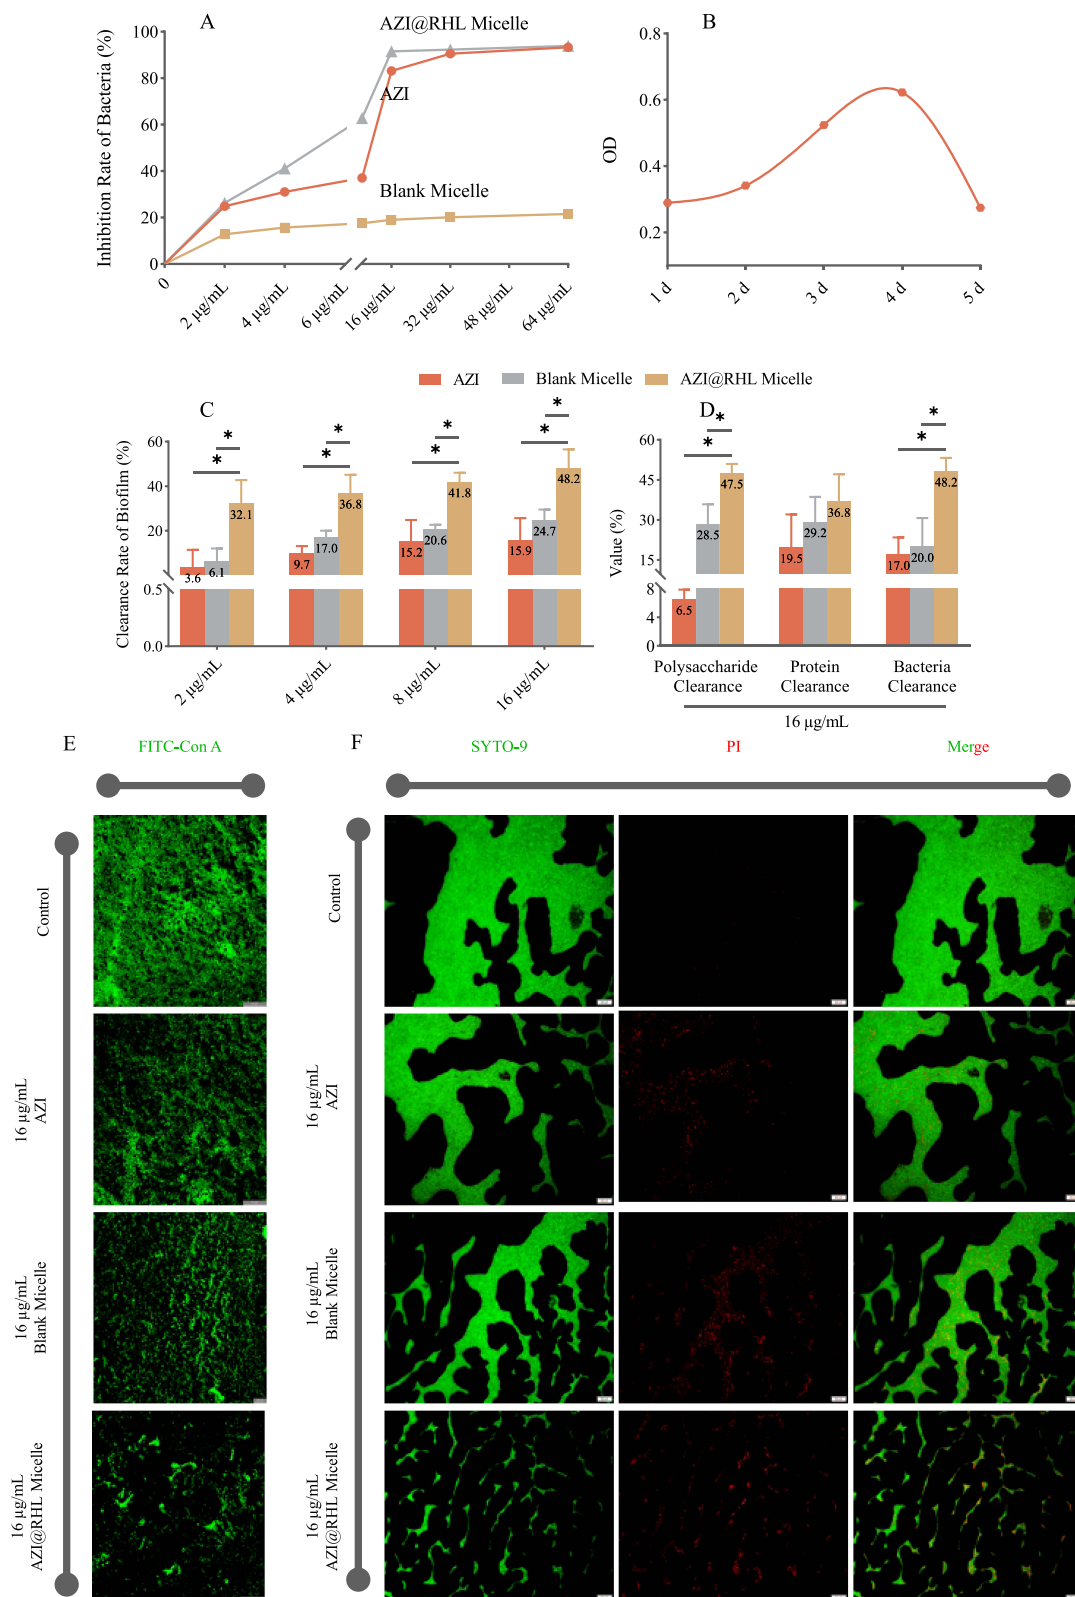 A
AZI@RHL Micelle
Inhibition Rate of Bacteria (%)
100
80
60
40
20
0
AZI
Blank Micelle
0
2 μg/mL
4 μg/mL
6 μg/mL
16 μg/mL
32 μg/mL
48 μg/mL
64 μg/mL
B
OD
0.8
0.6
0.4
0.2
1 d
2 d
3 d
4 d
5 d
AZI
Blank Micelle
AZI@RHL Micelle
C
Clearance Rate of Biofilm (%)
60
40
20
0.5
0.0
*
*
*
*
*
*
*
*
3.6
6.1
32.1
9.7
17.0
36.8
15.2
20.6
41.8
15.9
24.7
48.2
2 μg/mL
4 μg/mL
8 μg/mL
16 μg/mL
D
Value (%)
60
45
30
15
8
4
0
*
*
*
*
6.5
28.5
47.5
19.5
29.2
36.8
17.0
20.0
48.2
Polysaccharide
Clearance
Protein
Clearance
Bacteria
Clearance
16 μg/mL
E
FITC-Con A
Control
16 μg/mL
AZI
16 μg/mL
Blank Micelle
16 μg/mL
AZI@RHL Micelle
F
SYTO-9
PI
Merge
Control
16 μg/mL
AZI
16 μg/mL
Blank Micelle
16 μg/mL
AZI@RHL Micelle